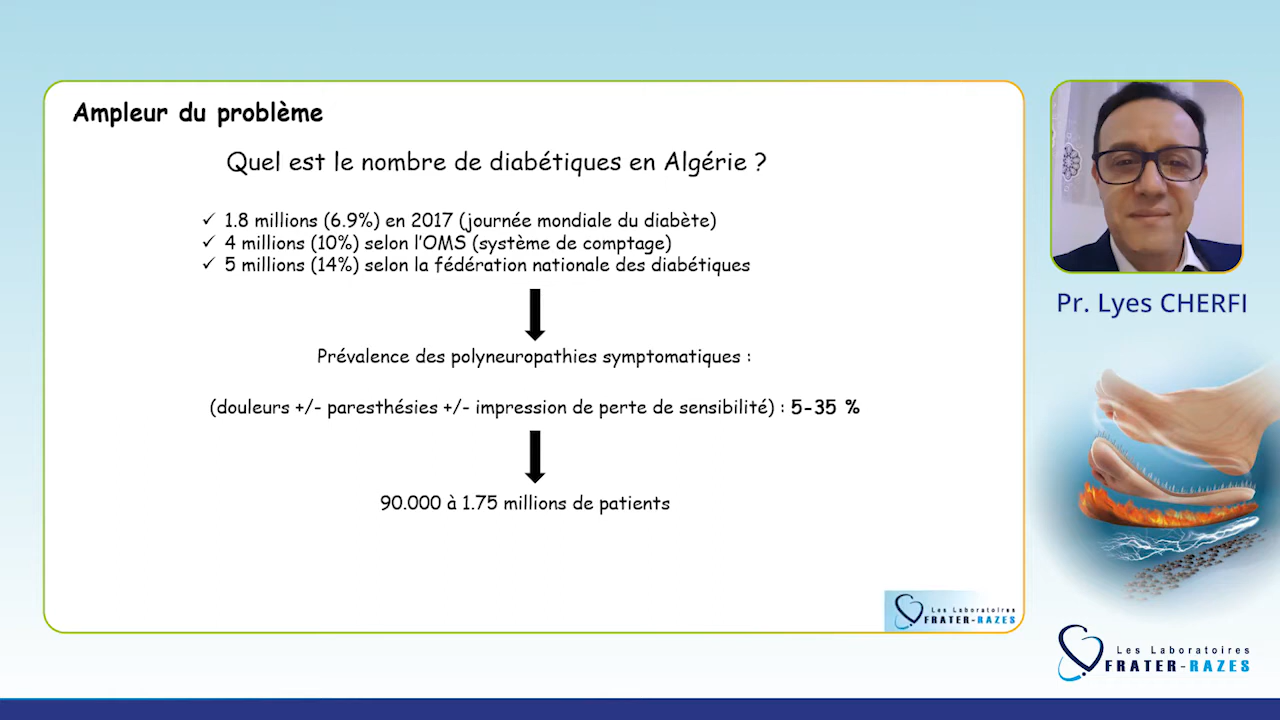 Ampleur du problème
Quel est le nombre de diabétiques en Algérie ?
✓ 1.8 millions (6.9%) en 2017 (journée mondiale du diabète)
✓ 4 millions (10%) selon l'OMS (système de comptage)
✓ 5 millions (14%) selon la fédération nationale des diabétiques
Prévalence des polyneuropathies symptomatiques :
(douleurs +/- paresthésies +/- impression de perte de sensibilité) : 5-35 %
90.000 à 1.75 millions de patients
Les Laboratoires
FRATER-RAZES
Pr. Lyes CHERFI
Les Laboratoires
FRATER-RAZES